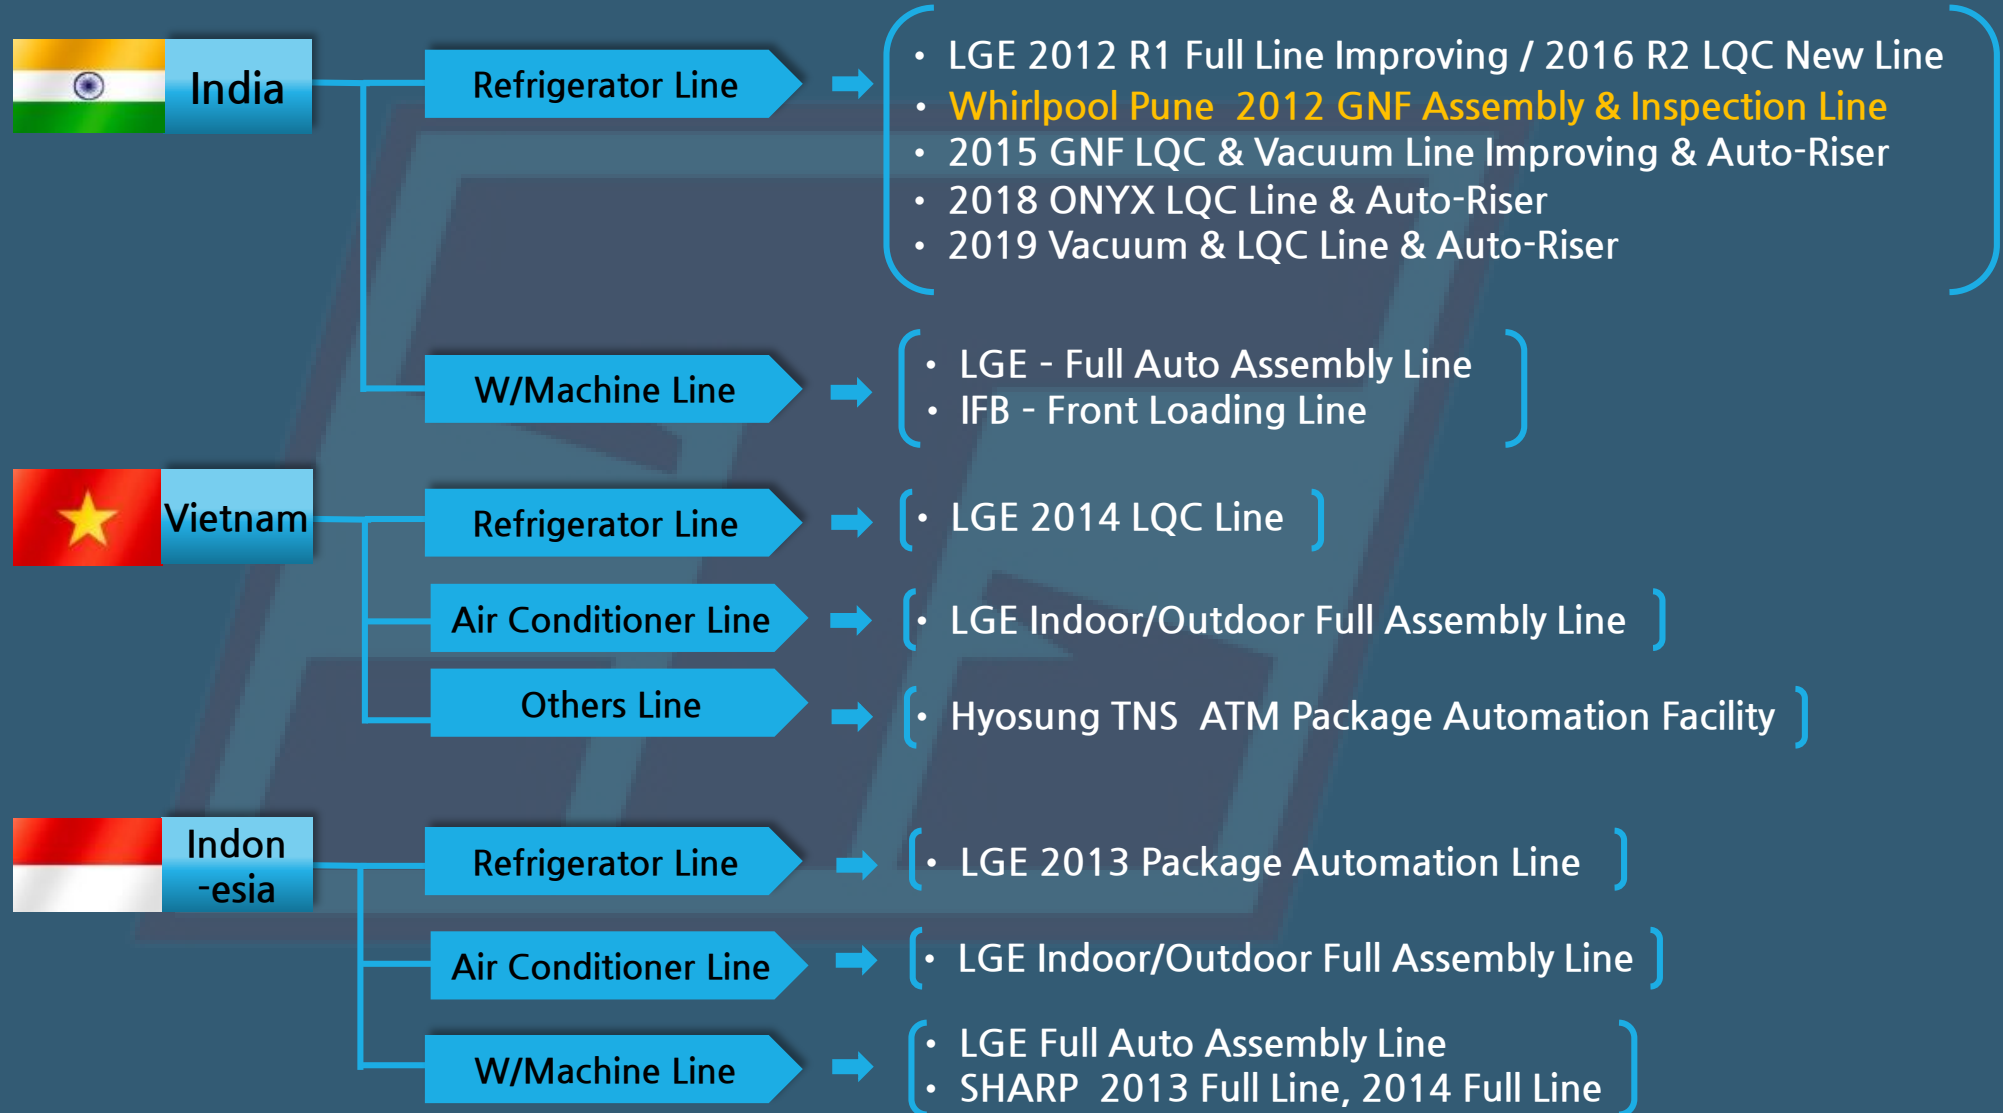 India
Refrigerator Line
• LGE 2012 R1 Full Line Improving / 2016 R2 LQC New Line
• Whirlpool Pune 2012 GNF Assembly & Inspection Line
• 2015 GNF LQC & Vacuum Line Improving & Auto-Riser
• 2018 ONYX LQC Line & Auto-Riser
• 2019 Vacuum & LQC Line & Auto-Riser
W/Machine Line
• LGE - Full Auto Assembly Line
• IFB - Front Loading Line
Vietnam
Refrigerator Line
• LGE 2014 LQC Line
Air Conditioner Line
• LGE Indoor/Outdoor Full Assembly Line
Others Line
• Hyosung TNS ATM Package Automation Facility
Indon
-esia
Refrigerator Line
• LGE 2013 Package Automation Line
Air Conditioner Line
• LGE Indoor/Outdoor Full Assembly Line
W/Machine Line
• LGE Full Auto Assembly Line
• SHARP 2013 Full Line, 2014 Full Line